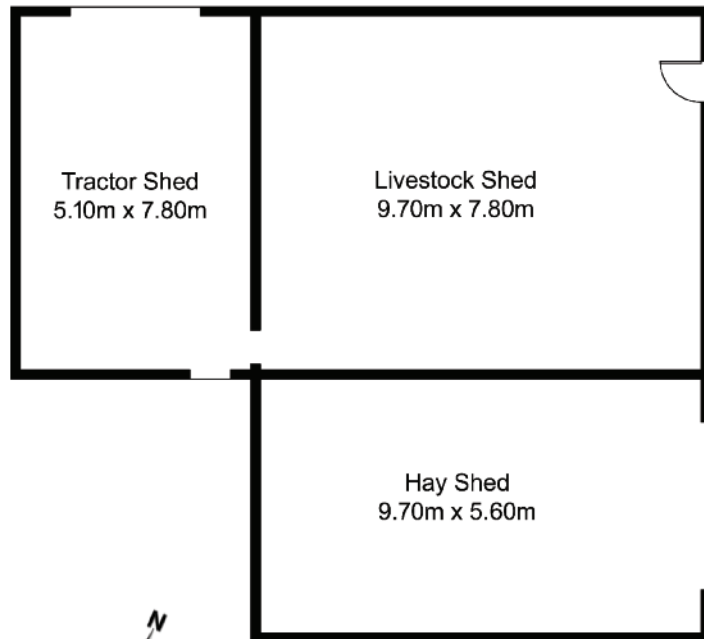 Tractor Shed
5.10m x 7.80m
Livestock Shed
9.70m x 7.80m
Hay Shed
9.70m x 5.60m
N